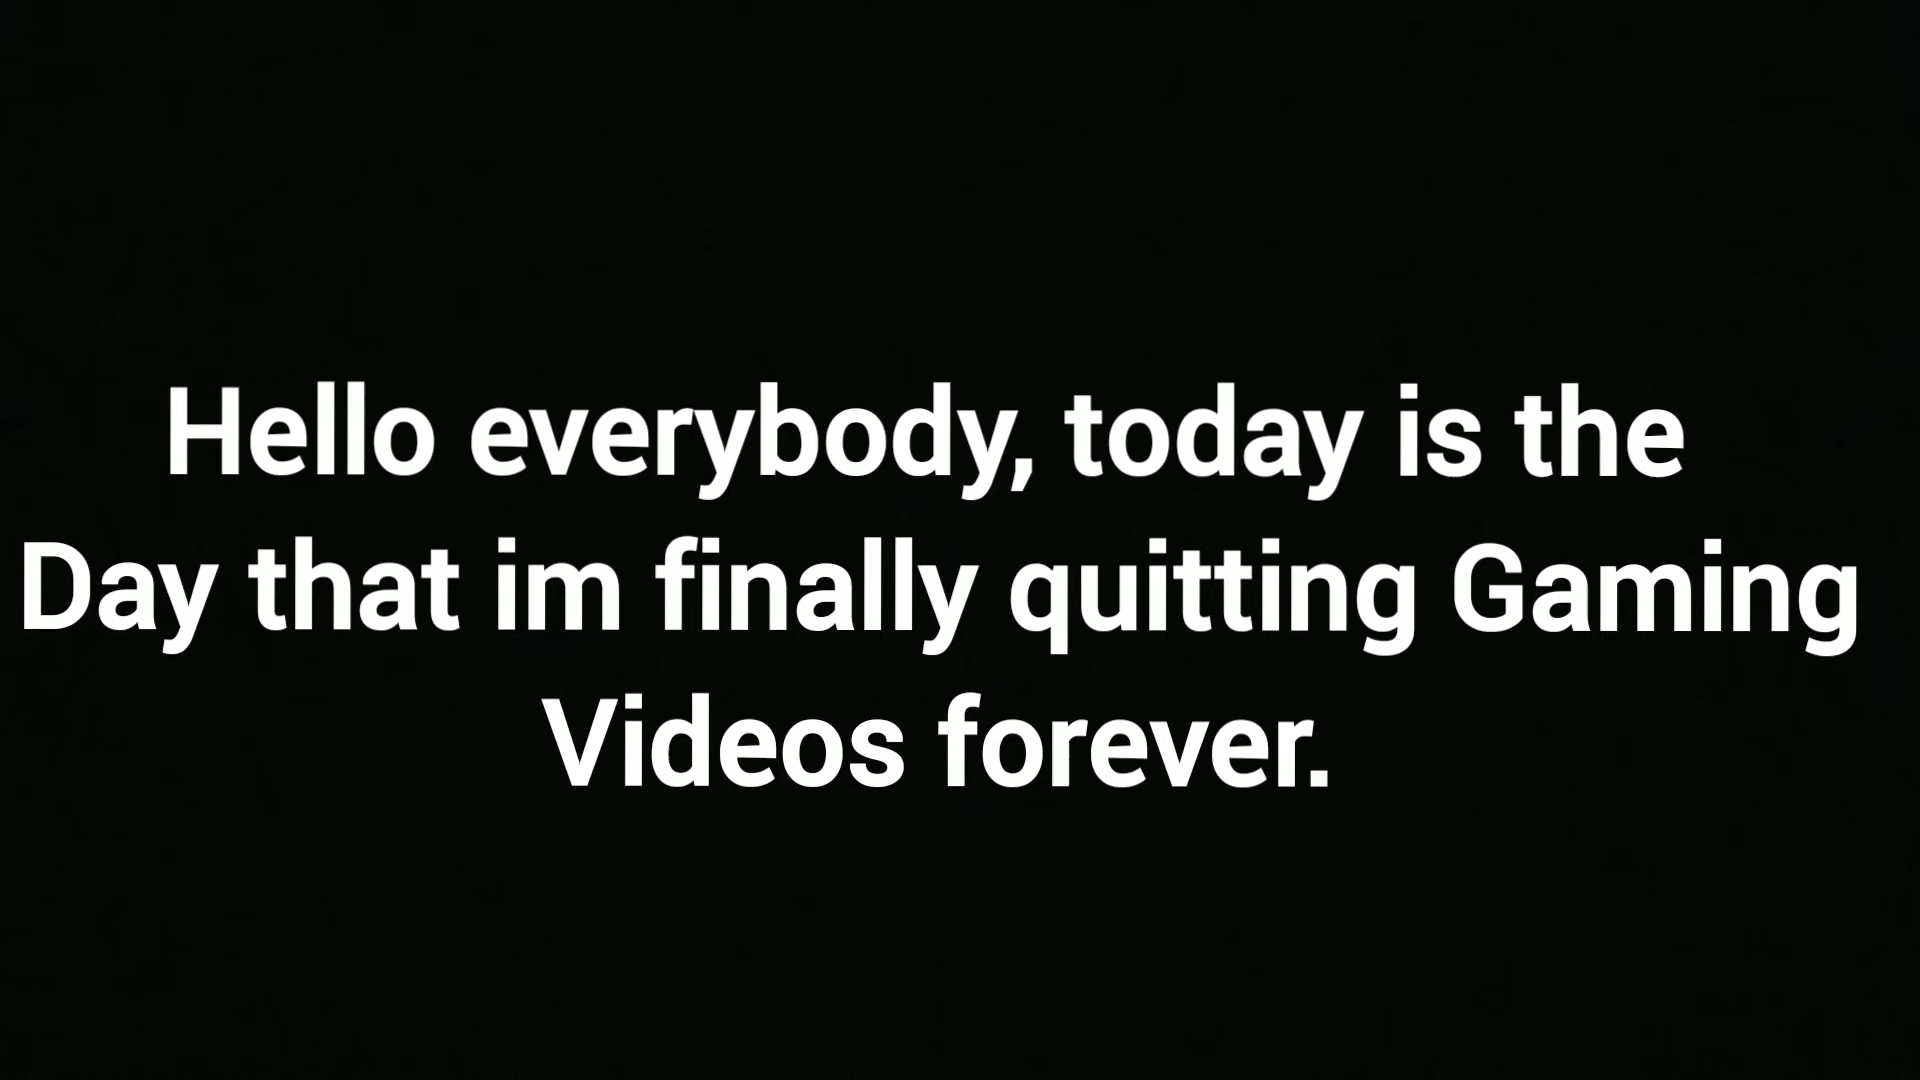 Hello everybody, today is the
Day that im finally quitting Gaming
Videos forever.